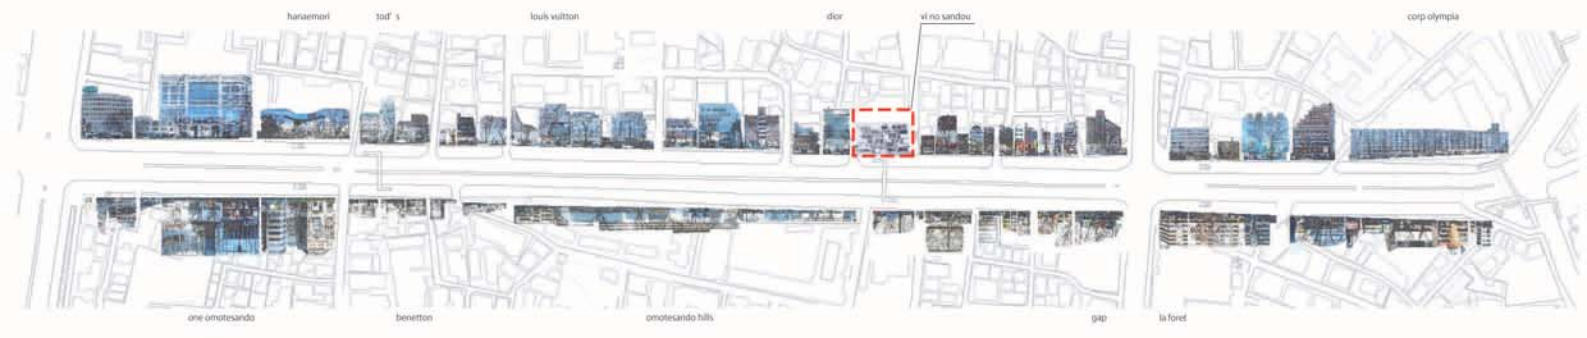 hanaemori
tod's
louis vuitton
dior
vi no sandou
corp olympia
one omotesando
benetton
omotesando hills
gap
la foret